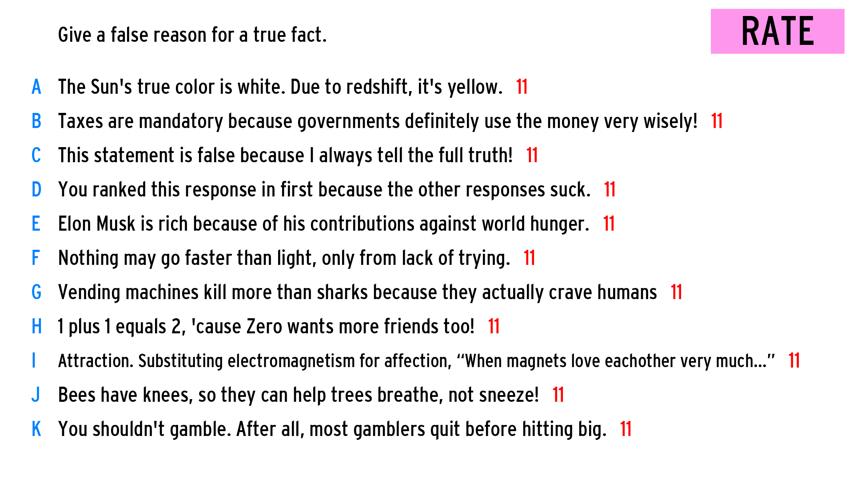 Give a false reason for a true fact.
RATE
A The Sun's true color is white. Due to redshift, it's yellow. 11
B Taxes are mandatory because governments definitely use the money very wisely! 11
C This statement is false because I always tell the full truth! 11
D You ranked this response in first because the other responses suck. 11
E Elon Musk is rich because of his contributions against world hunger. 11
F Nothing may go faster than light, only from lack of trying. 11
G Vending machines kill more than sharks because they actually crave humans 11
H 1 plus 1 equals 2, 'cause Zero wants more friends too! 11
I Attraction. Substituting electromagnetism for affection, “When magnets love eachother very much...” 11
J Bees have knees, so they can help trees breathe, not sneeze! 11
K You shouldn't gamble. After all, most gamblers quit before hitting big. 11